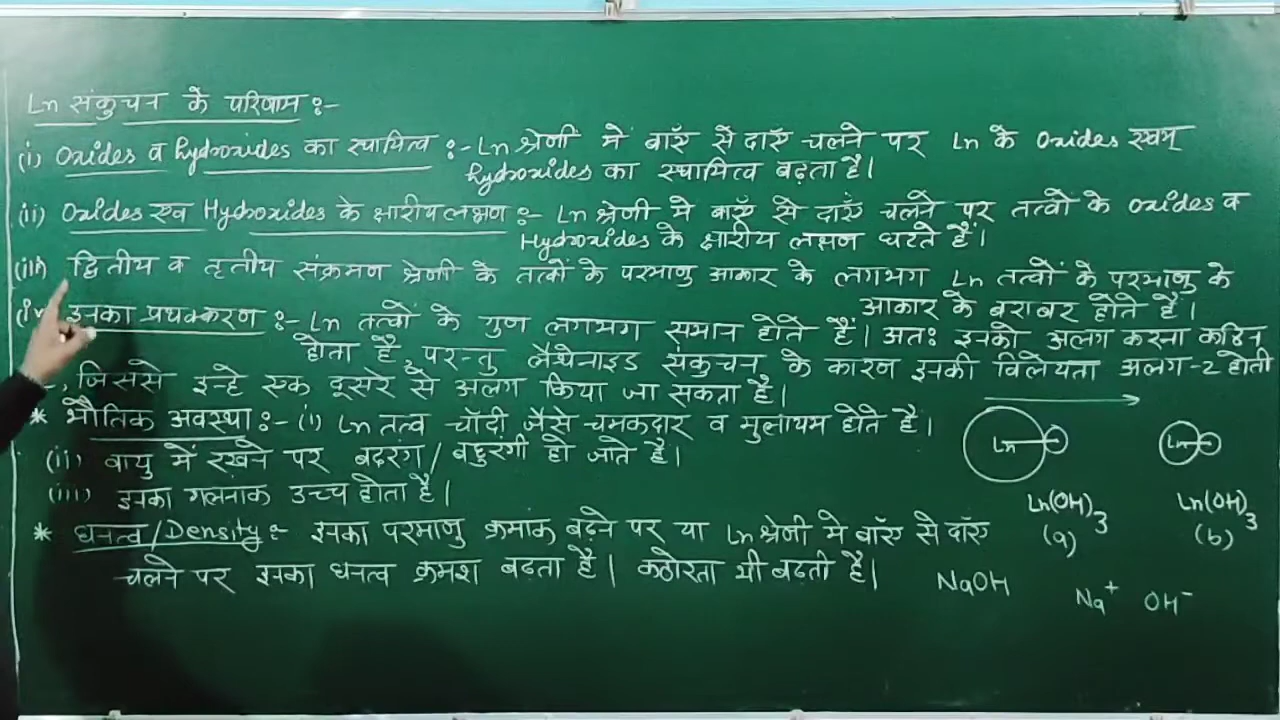 Ln संकुचन के परिणाम :-
(i) Oxides व hydroxides का स्थायित्व :- Ln श्रेणी में बाएँ से दाएँ चलने पर Ln के Oxides एवम्
hydroxides का स्थायित्व बढ़ता है।
(ii) Oxides एवं Hydroxides के क्षारीय लक्षण :- Ln श्रेणी में बाएँ से दाएँ चलने पर तत्वों के Oxides व
Hydroxides के क्षारीय लक्षण घटते हैं।
(iii) द्वितीय व तृतीय संक्रमण श्रेणी के तत्वों के परमाणु आकार के लगभग Ln तत्वों के परमाणु के
आकार के बराबर होते हैं।
(iv) इनका प्रथक्करण :- Ln तत्वों के गुण लगभग समान होते हैं। अतः इनको अलग करना कठिन
होता है, परन्तु लैंथेनाइड संकुचन के कारण इनकी विलेयता अलग-2 होती
, जिससे इन्हे एक दूसरे से अलग किया जा सकता है।
* भौतिक अवस्था :- (i) Ln तत्व चाँदी जैसे चमकदार व मुलायम होते है।
(ii) वायु में रखने पर बदरंग/ बहुरंगी हो जाते है।
(iii) इनका गलनांक उच्च होता है।
* घनत्व/Density :- इनका परमाणु क्रमांक बढ़ने पर या Ln श्रेणी मे बाएँ से दाएँ
चलने पर इनका घनत्व क्रमश बढता है। कठोरता भी बढती है।
Ln Ln
Ln(OH)3 Ln(OH)3
(a) (b)
NaOH Na+ OH-